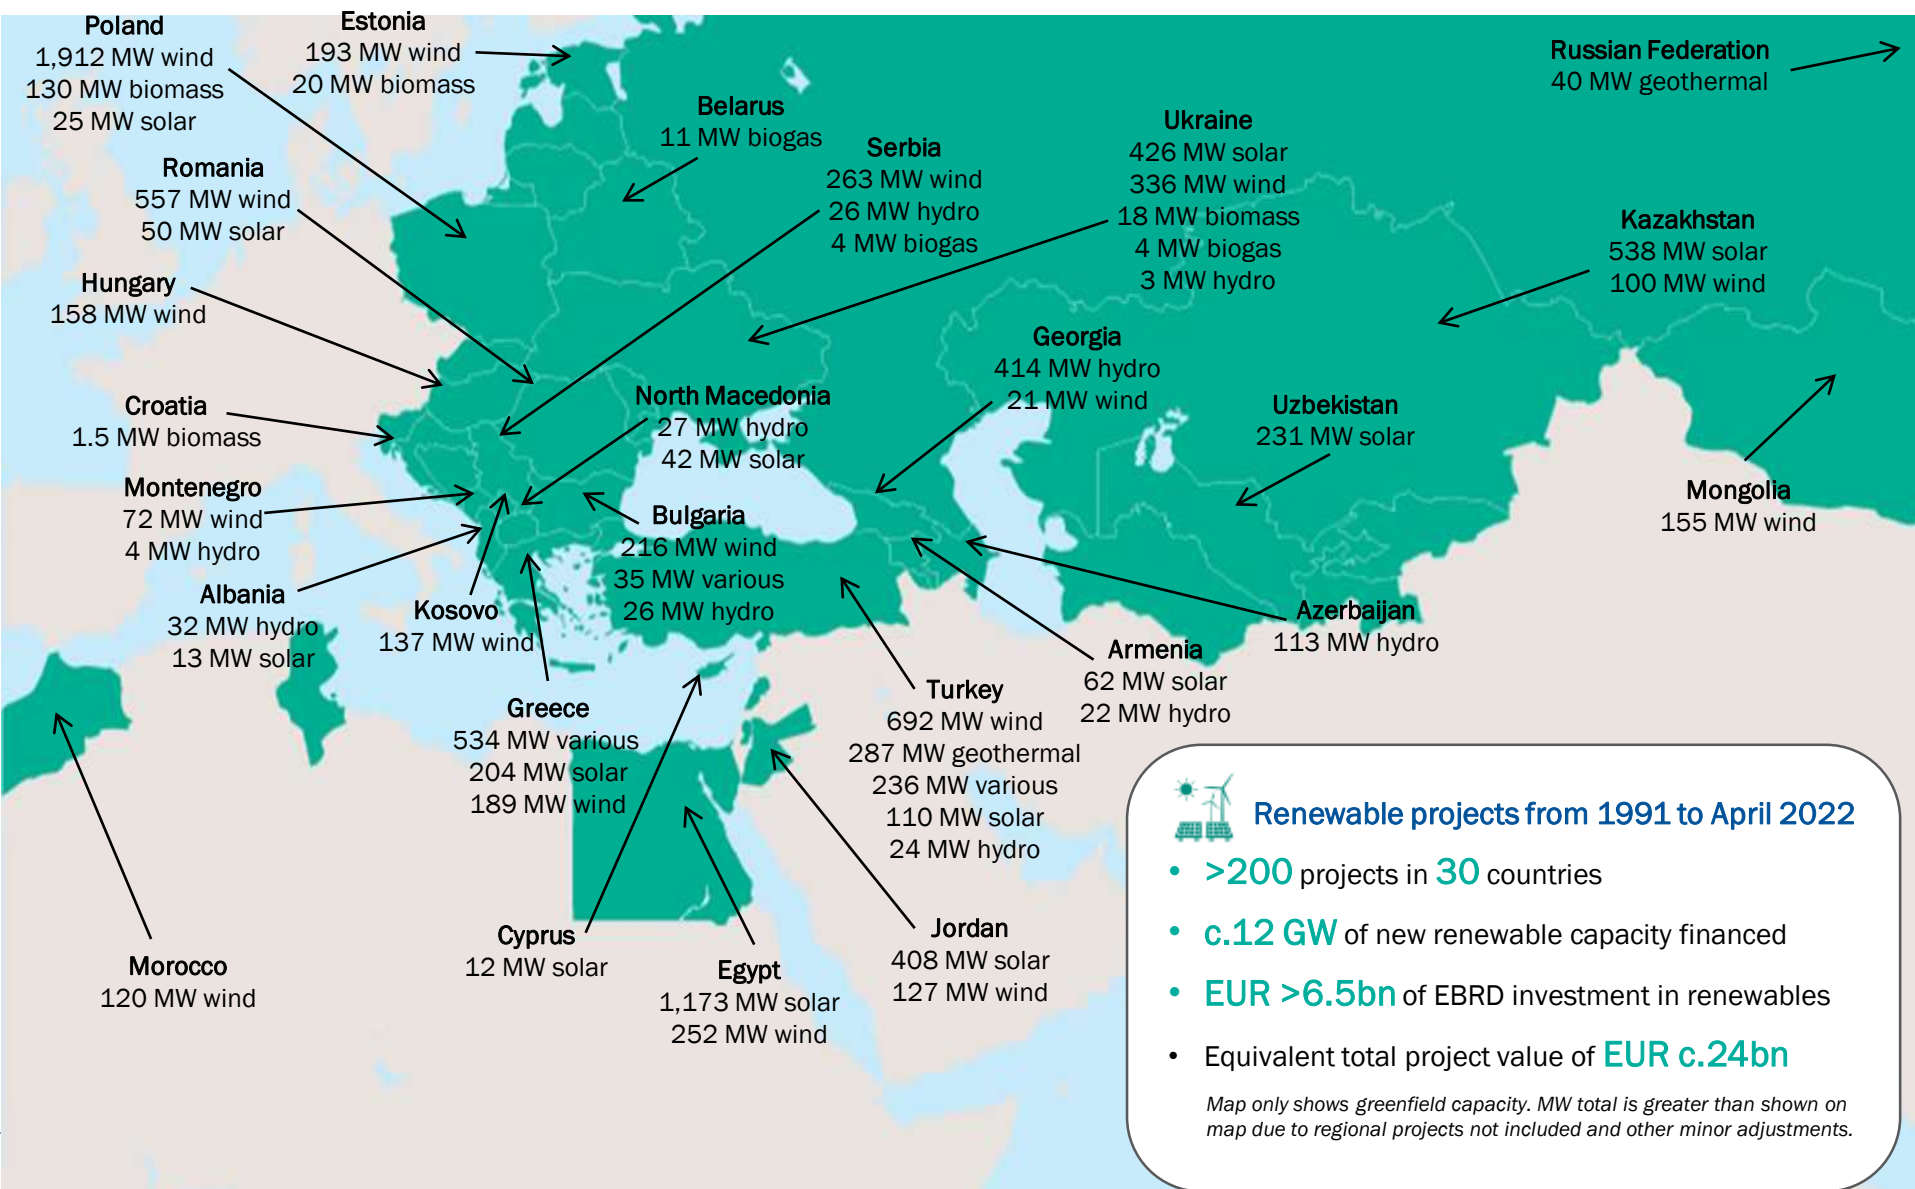 Poland
1,912 MW wind
130 MW biomass
25 MW solar
Estonia
193 MW wind
20 MW biomass
Russian Federation
40 MW geothermal
Belarus
11 MW biogas
Serbia
263 MW wind
26 MW hydro
4 MW biogas
Ukraine
426 MW solar
336 MW wind
18 MW biomass
4 MW biogas
3 MW hydro
Romania
557 MW wind
50 MW solar
Kazakhstan
538 MW solar
100 MW wind
Hungary
158 MW wind
Georgia
414 MW hydro
21 MW wind
North Macedonia
27 MW hydro
42 MW solar
Croatia
1.5 MW biomass
Uzbekistan
231 MW solar
Montenegro
72 MW wind
4 MW hydro
Mongolia
155 MW wind
Bulgaria
216 MW wind
35 MW various
26 MW hydro
Albania
32 MW hydro
13 MW solar
Kosovo
137 MW wind
Azerbaijan
113 MW hydro
Armenia
62 MW solar
22 MW hydro
Greece
534 MW various
204 MW solar
189 MW wind
Turkey
692 MW wind
287 MW geothermal
236 MW various
110 MW solar
24 MW hydro
Morocco
120 MW wind
Cyprus
12 MW solar
Egypt
1,173 MW solar
252 MW wind
Jordan
408 MW solar
127 MW wind
Renewable projects from 1991 to April 2022
• >200 projects in 30 countries
• c.12 GW of new renewable capacity financed
• EUR >6.5bn of EBRD investment in renewables
• Equivalent total project value of EUR c.24bn
Map only shows greenfield capacity. MW total is greater than shown on
map due to regional projects not included and other minor adjustments.